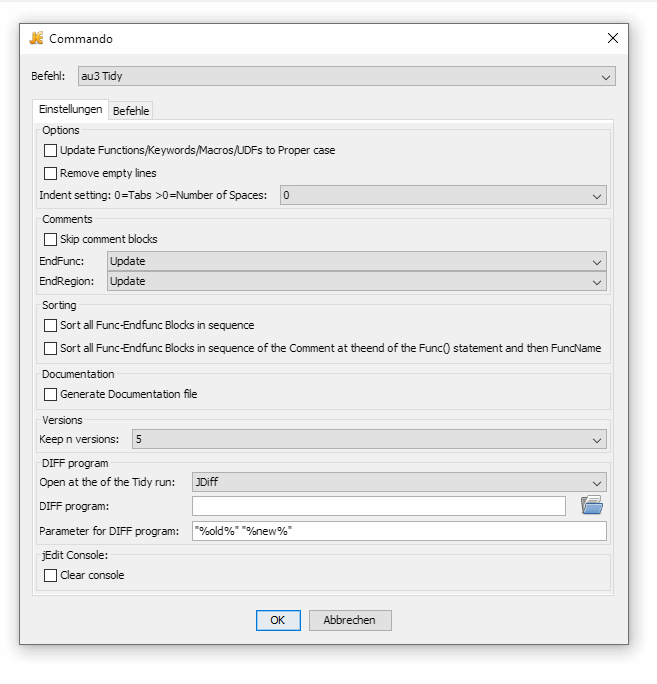 Commando
Befehl: au3 Tidy
Einstellungen Befehle
Options
Update Functions/Keywords/Macros/UDFs to Proper case
Remove empty lines
Indent setting: 0=Tabs >0=Number of Spaces: 0
Comments
Skip comment blocks
EndFunc: Update
EndRegion: Update
Sorting
Sort all Func-Endfunc Blocks in sequence
Sort all Func-Endfunc Blocks in sequence of the Comment at theend of the Func() statement and then FuncName
Documentation
Generate Documentation file
Versions
Keep n versions: 5
DIFF program
Open at the of the Tidy run: JDiff
DIFF program:
Parameter for DIFF program: "%old%" "%new%"
jEdit Console:
Clear console
OK Abbrechen